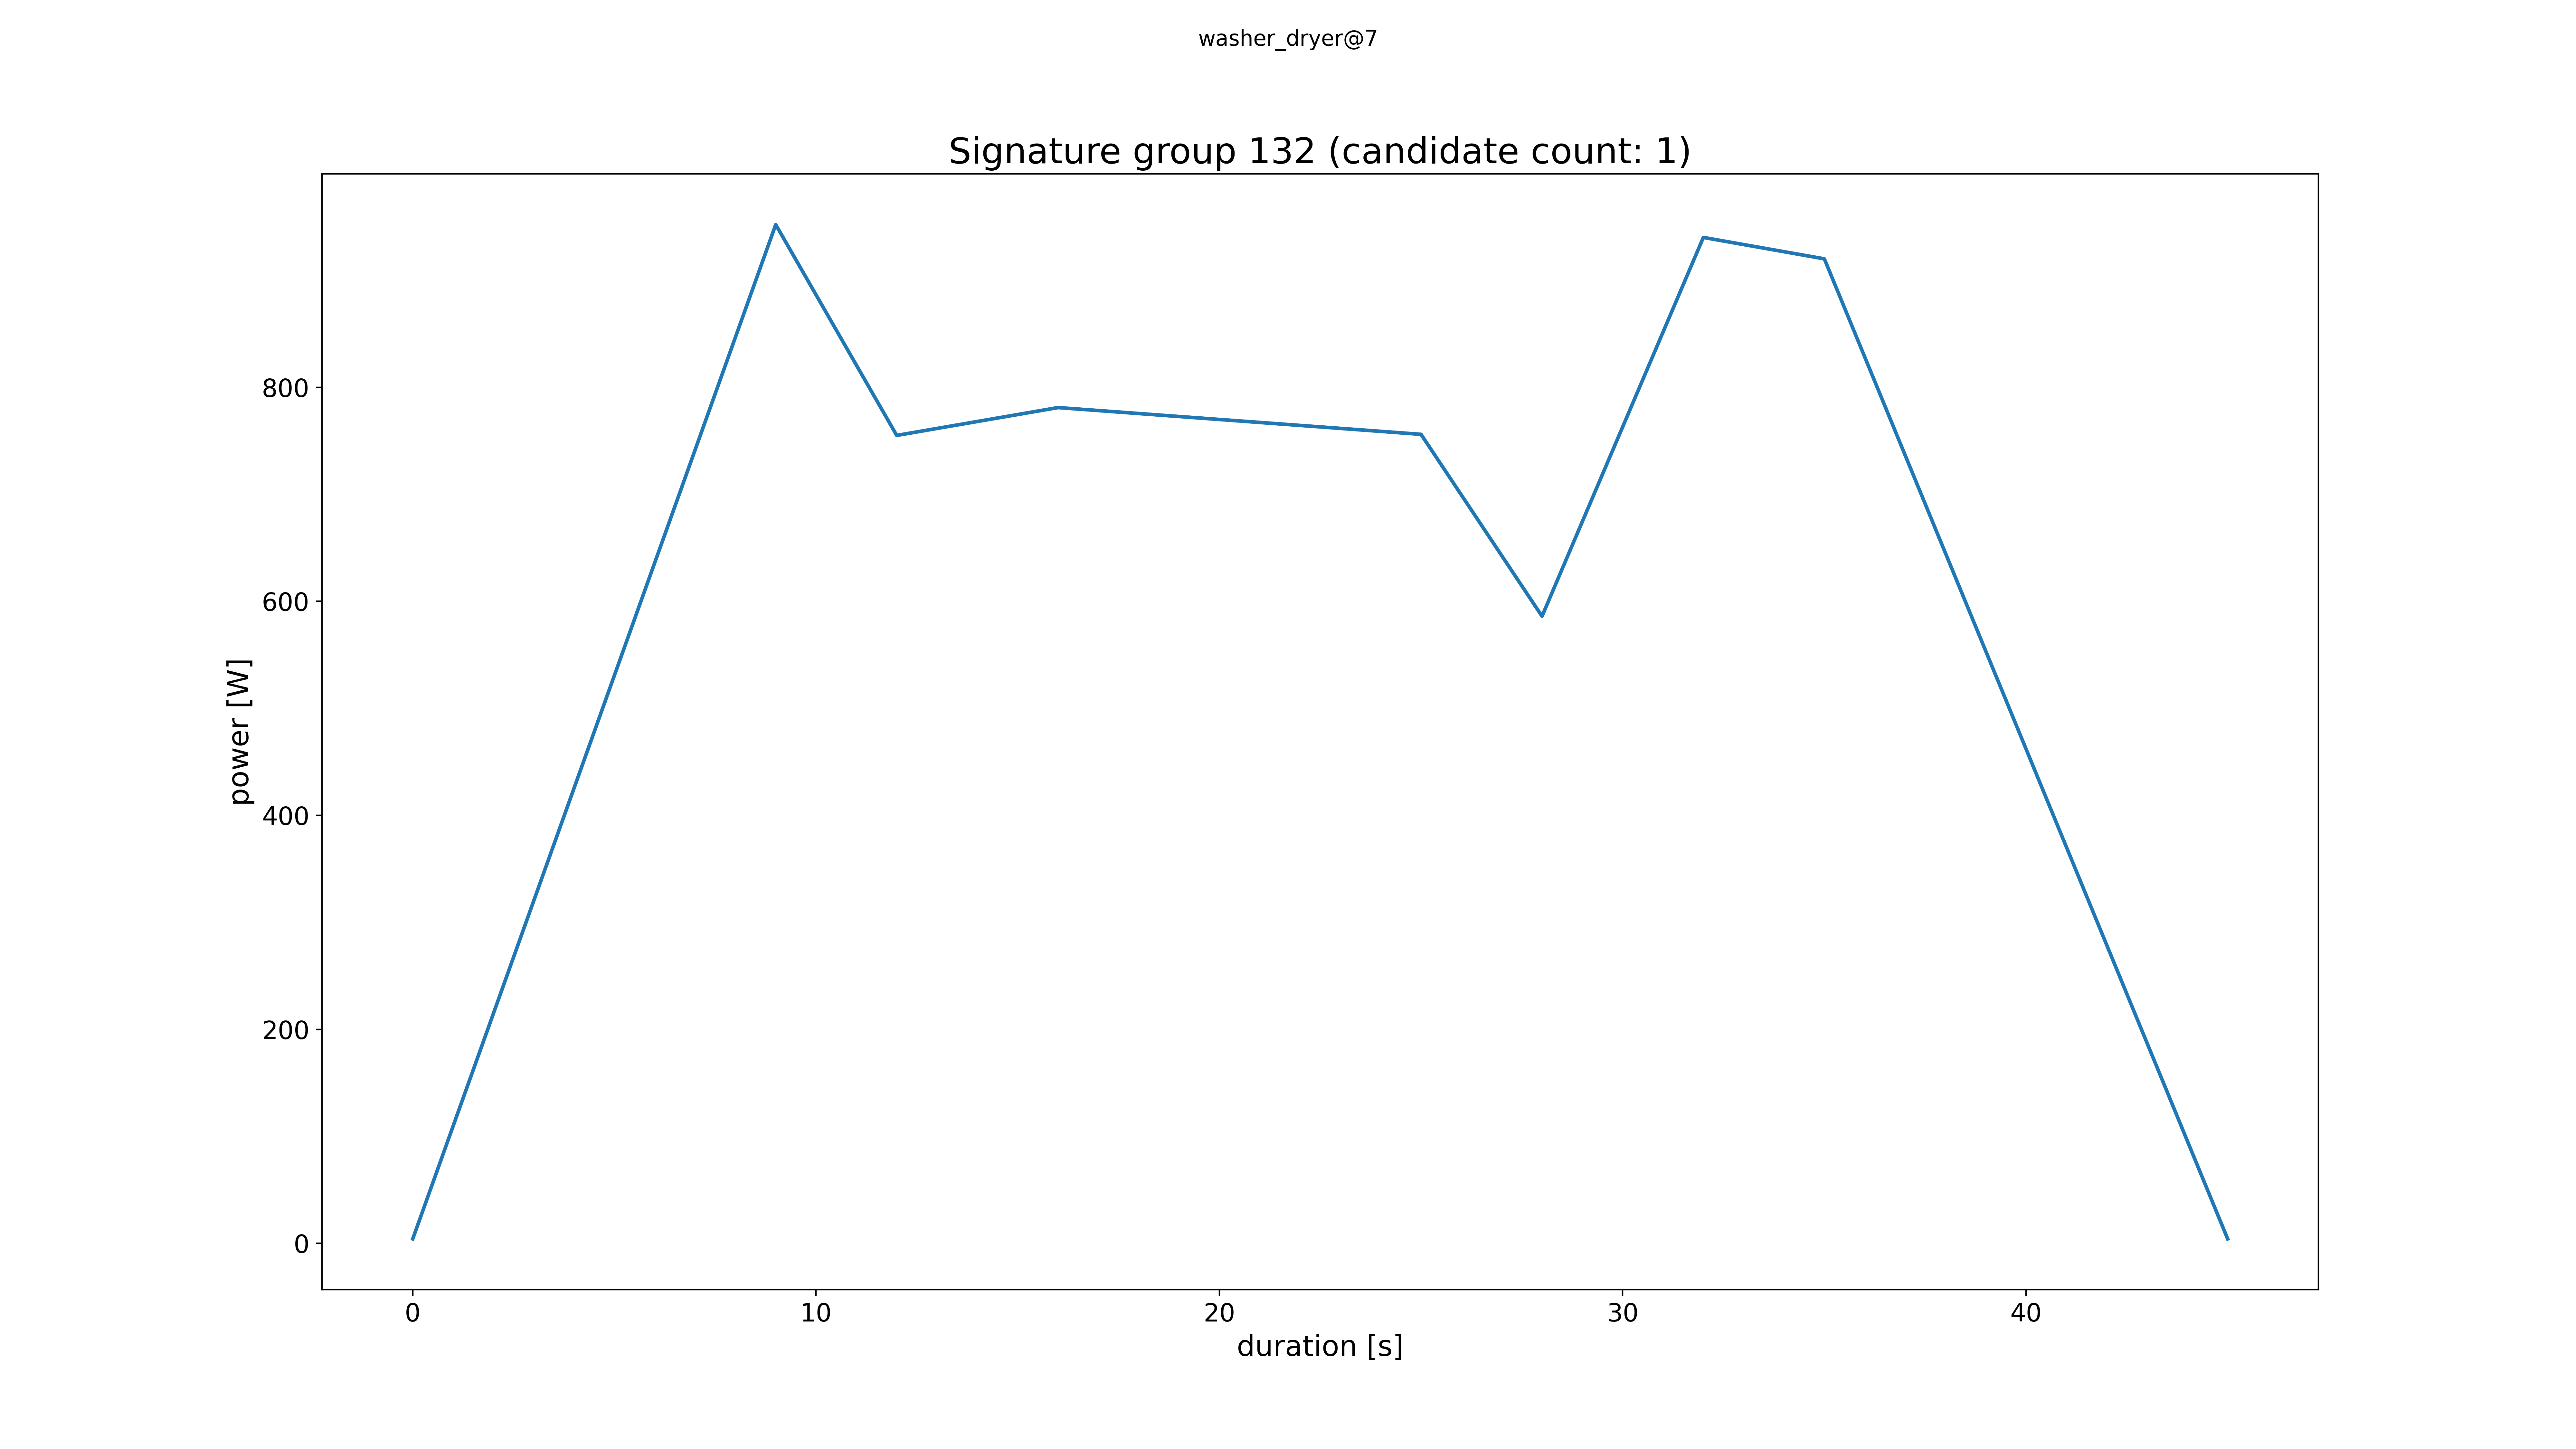 washer_dryer@7
Signature group 132 (candidate count: 1)
800
600
400
200
0
power [W]
0 10 20 30 40
duration [s]